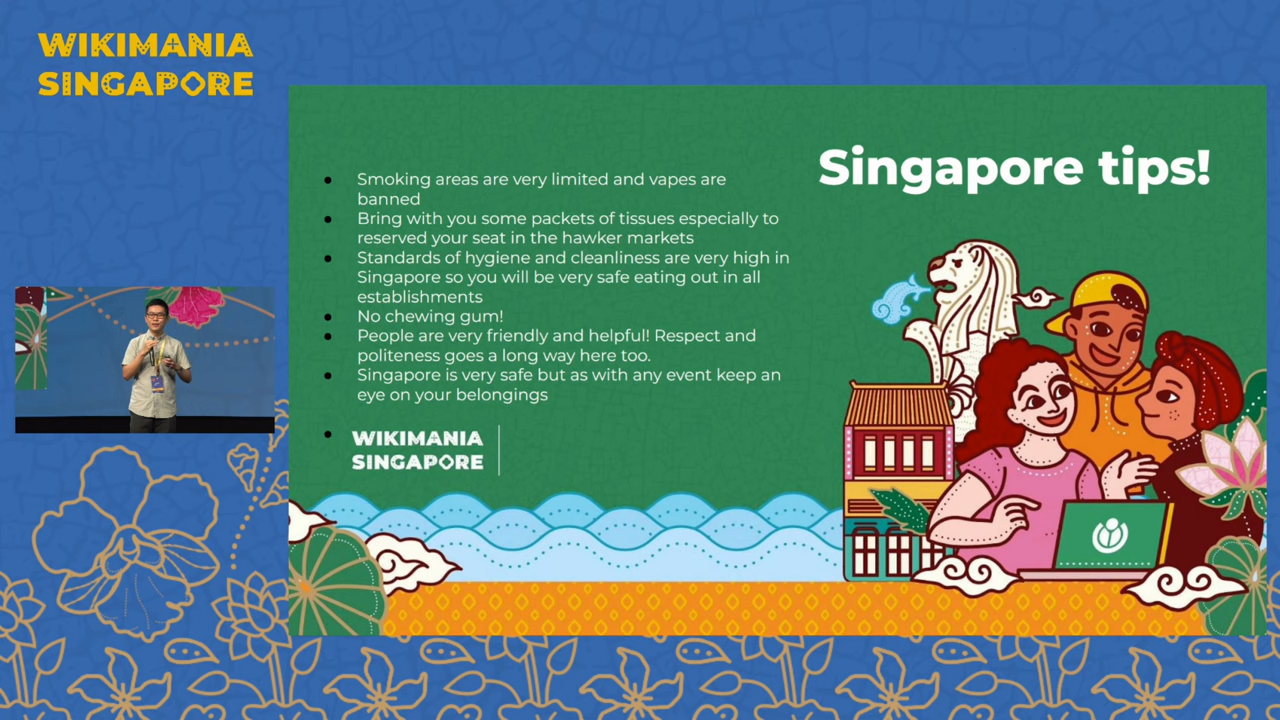 WIKIMANIA
SINGAPORE
Singapore tips!
Smoking areas are very limited and vapes are
banned
Bring with you some packets of tissues especially to
reserved your seat in the hawker markets
Standards of hygiene and cleanliness are very high in
Singapore so you will be very safe eating out in all
establishments
No chewing gum!
People are very friendly and helpful! Respect and
politeness goes a long way here too.
Singapore is very safe but as with any event keep an
eye on your belongings
WIKIMANIA
SINGAPORE